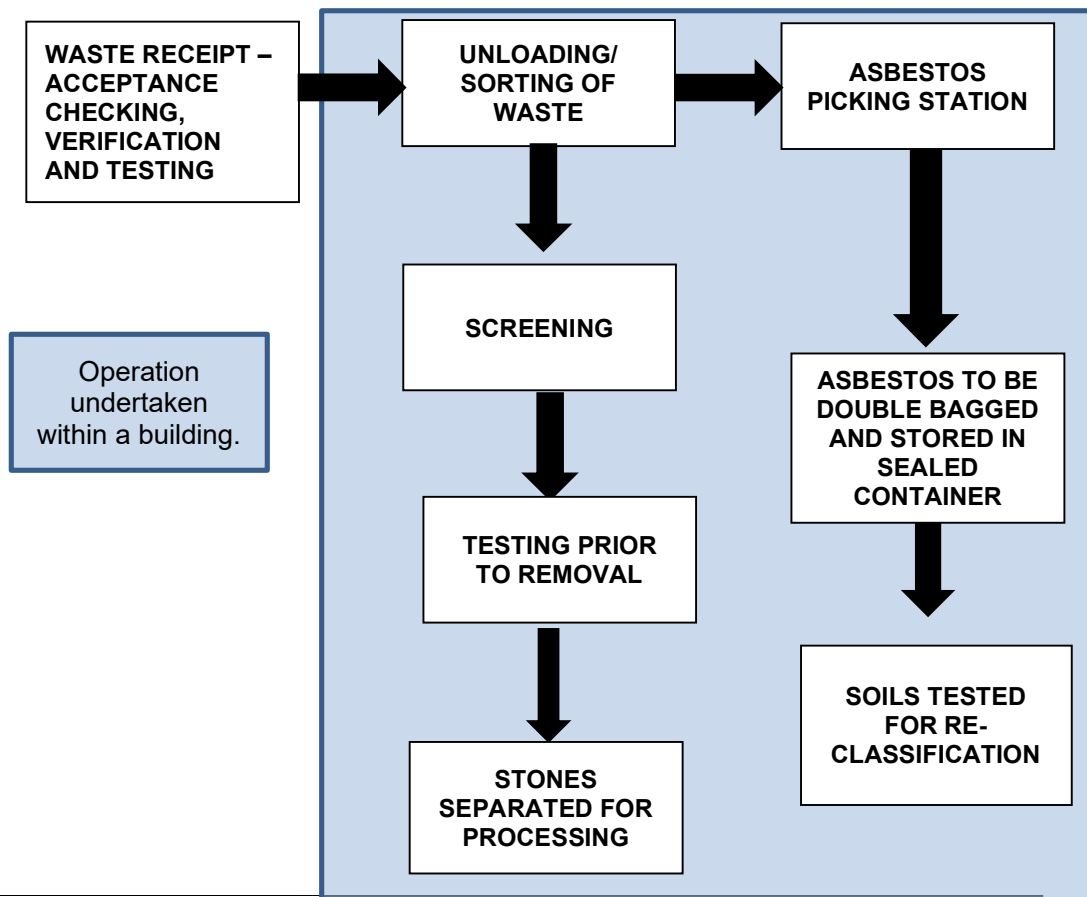 WASTE RECEIPT –
ACCEPTANCE
CHECKING,
VERIFICATION
AND TESTING
UNLOADING/
SORTING OF
WASTE
ASBESTOS
PICKING STATION
SCREENING
Operation
undertaken
within a building.
ASBESTOS TO BE
DOUBLE BAGGED
AND STORED IN
SEALED
CONTAINER
TESTING PRIOR
TO REMOVAL
SOILS TESTED
FOR RE-
CLASSIFICATION
STONES
SEPARATED FOR
PROCESSING